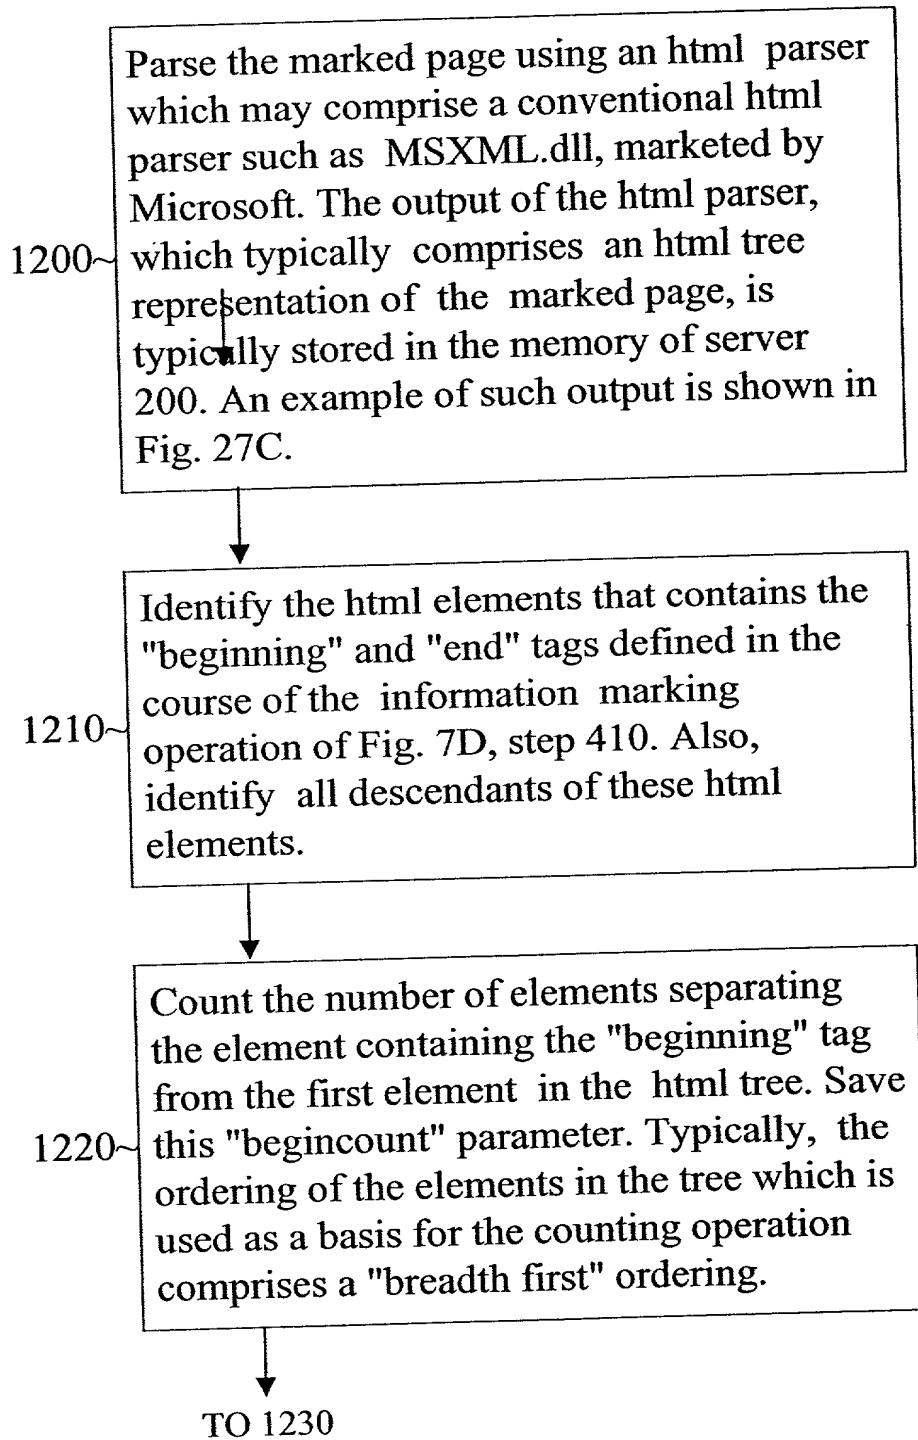 Parse the marked page using an html parser
which may comprise a conventional html
parser such as MSXML.dll, marketed by
Microsoft. The output of the html parser,
1200~ which typically comprises an html tree
representation of the marked page, is
typically stored in the memory of server
200. An example of such output is shown in
Fig. 27C.
Identify the html elements that contains the
"beginning" and "end" tags defined in the
course of the information marking
1210~ operation of Fig. 7D, step 410. Also,
identify all descendants of these html
elements.
Count the number of elements separating
the element containing the "beginning" tag
from the first element in the html tree. Save
1220~ this "begincount" parameter. Typically, the
ordering of the elements in the tree which is
used as a basis for the counting operation
comprises a "breadth first" ordering.
TO 1230